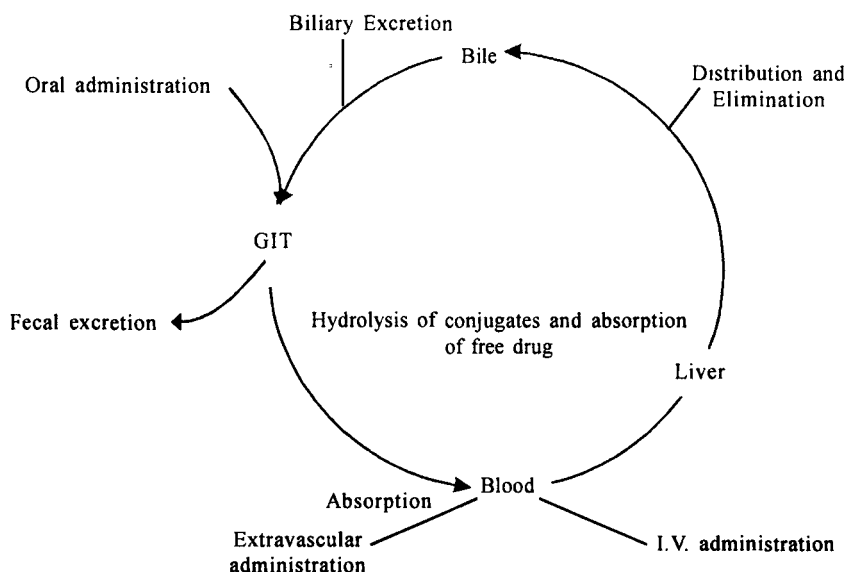 Biliary Excretion
Bile
Distribution and
Elimination
Oral administration
GIT
Fecal excretion
Hydrolysis of conjugates and absorption
of free drug
Liver
Blood
Absorption
Extravascular
administration
I.V. administration